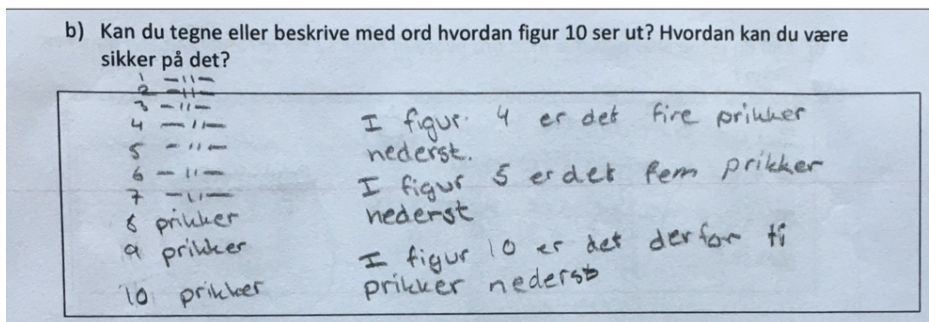 b) Kan du tegne eller beskrive med ord hvordan figur 10 ser ut? Hvordan kan du være
sikker på det?
1 -"-
2 -"-
3 -"-
4 -"-
5 -"-
6 -"-
7 -"-
8 prikker
9 prikker
10 prikker
I figur 4 er det fire prikker
nederst.
I figur 5 er det fem prikker
nederst
I figur 10 er det derfor ti
prikker nederst